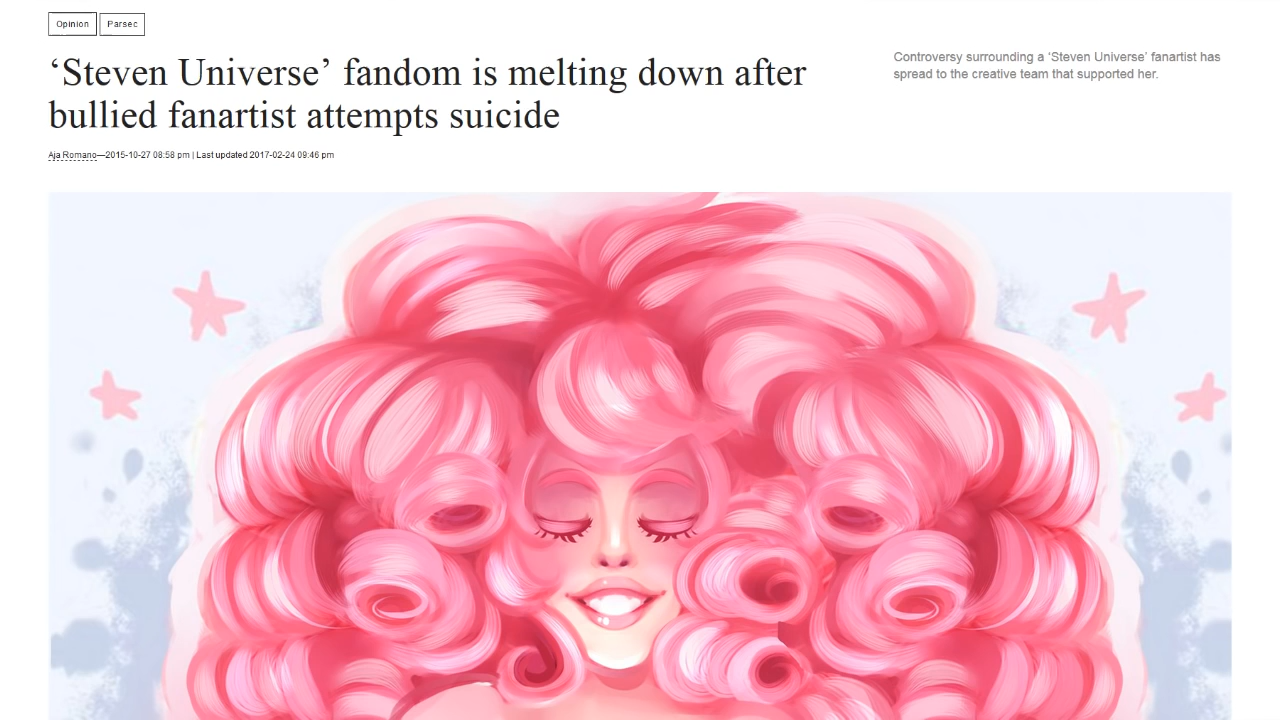 Opinion
Parsec
‘Steven Universe’ fandom is melting down after
bullied fanartist attempts suicide
Controversy surrounding a ‘Steven Universe’ fanartist has
spread to the creative team that supported her.
Aja Romano—2015-10-27 08:58 pm | Last updated 2017-02-24 09:46 pm